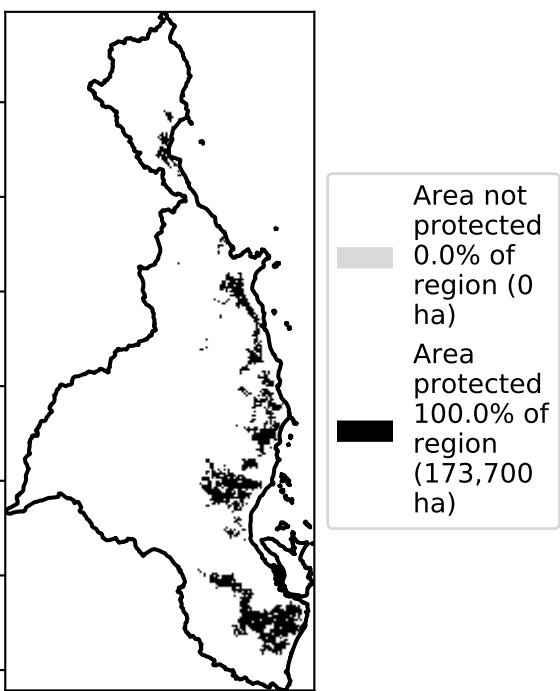 Area not
protected
0.0% of
region (0
ha)
Area
protected
100.0% of
region
(173,700
ha)